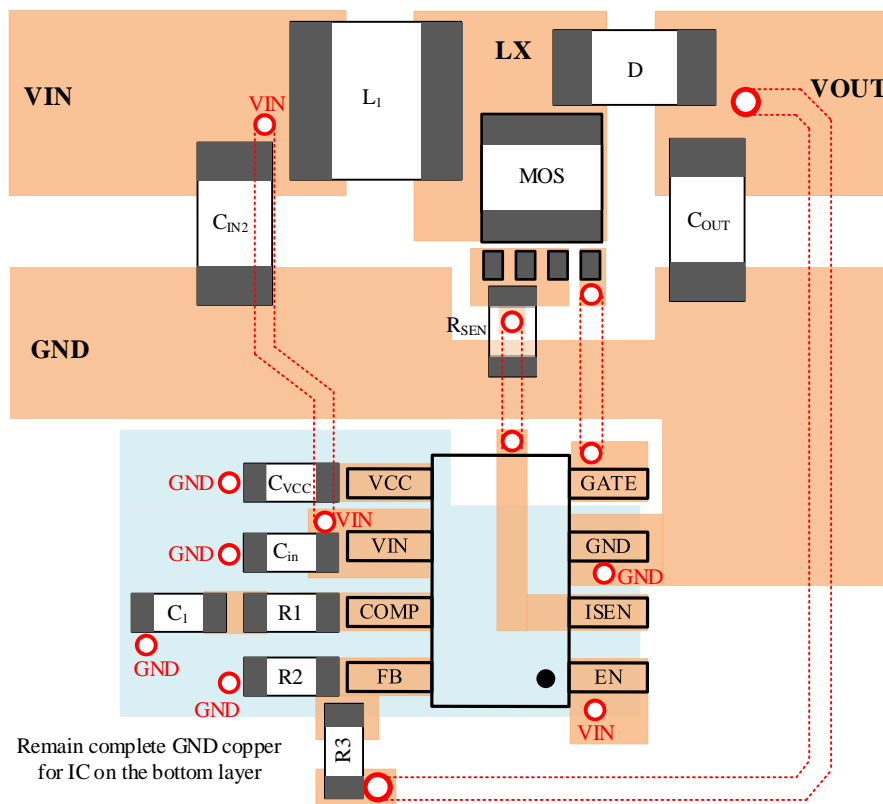 LX
D
VIN
VOUT
L1
VIN
MOS
CIN2
COUT
RSEN
GND
GND
CVCC
VCC
GATE
VIN
GND
Cin
VIN
GND
GND
C1
R1
COMP
ISEN
GND
R2
FB
EN
GND
VIN
R3
Remain complete GND copper
for IC on the bottom layer